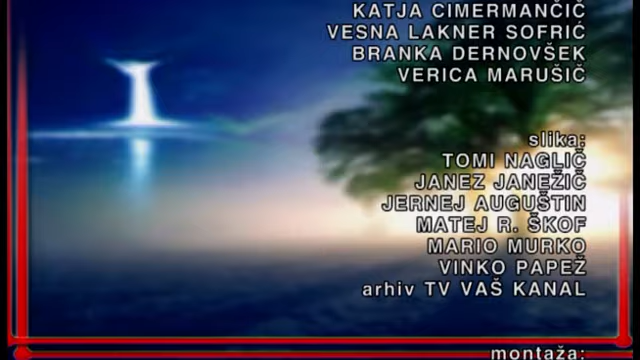 KATJA CIMERMANČIČ
VESNA LAKNER SOFRIČ
BRANKA DERNOVŠEK
VERICA MARUŠIČ
slika:
TOMI NAGLIČ
JANEZ JANEŽIČ
JERNEJ AUGUŠTIN
MATEJ R. ŠKOF
MARIO MURKO
VINKO PAPEŽ
arhiv TV VAŠ KANAL
montaža: